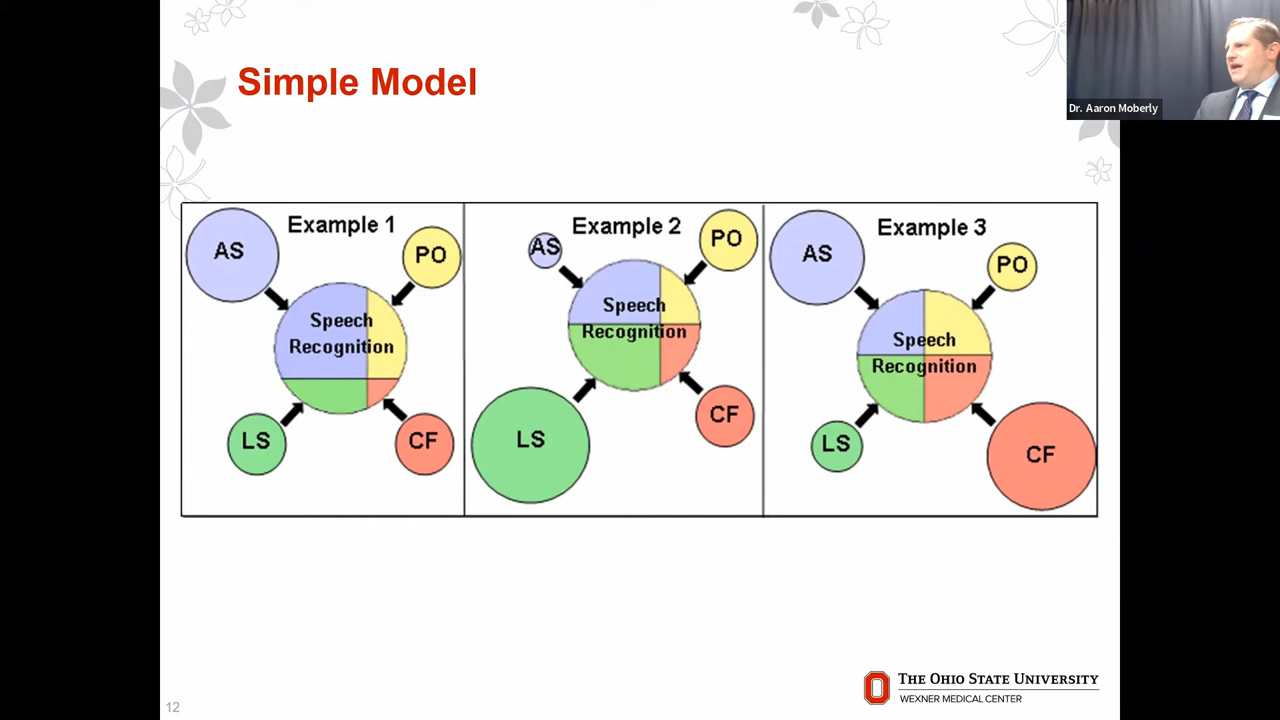 Simple Model
Dr. Aaron Moberly
Example 1
AS
PO
Speech
Recognition
LS
CF
Example 2
AS
PO
Speech
Recognition
LS
CF
Example 3
AS
PO
Speech
Recognition
LS
CF
THE OHIO STATE UNIVERSITY
WEXNER MEDICAL CENTER
12